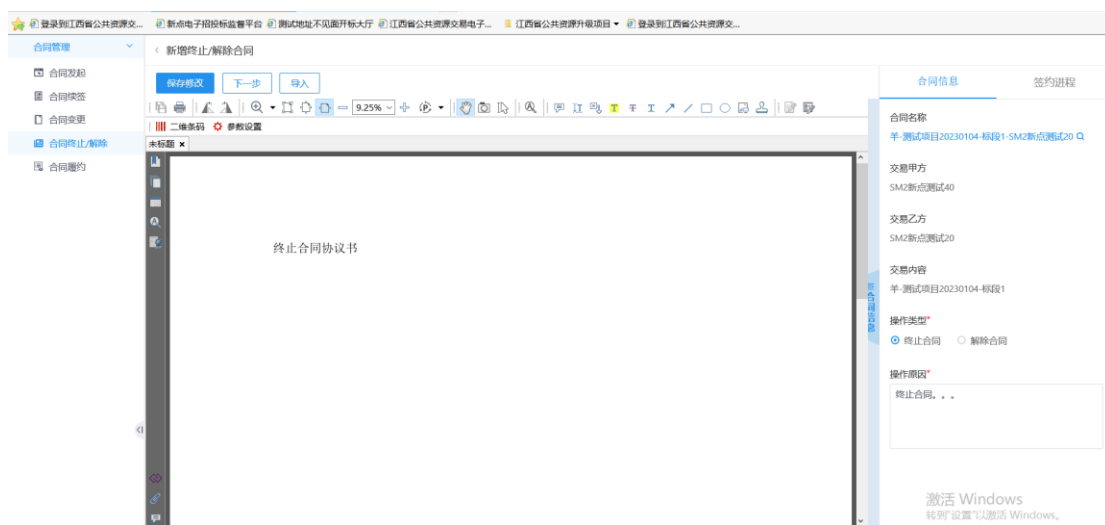 登录到江西省公共资源交... 新点电子招投标监督平台 测试地址不见面开标大厅 江西省公共资源交易电子... 江西省公共资源升级项目 登录到江西省公共资源交...
合同管理
新增终止/解除合同
合同发起
合同续签
合同变更
合同终止/解除
合同履约
保存修改 下一步 导入
9.25%
二维条码 参数设置
未标题
终止合同协议书
合同信息 签约进程
合同名称
羊-测试项目20230104-标段1-SM2新点测试20
交易甲方
SM2新点测试40
交易乙方
SM2新点测试20
交易内容
羊-测试项目20230104-标段1
操作类型*
终止合同 解除合同
操作原因*
终止合同。。。
激活 Windows
转到"设置"以激活 Windows。